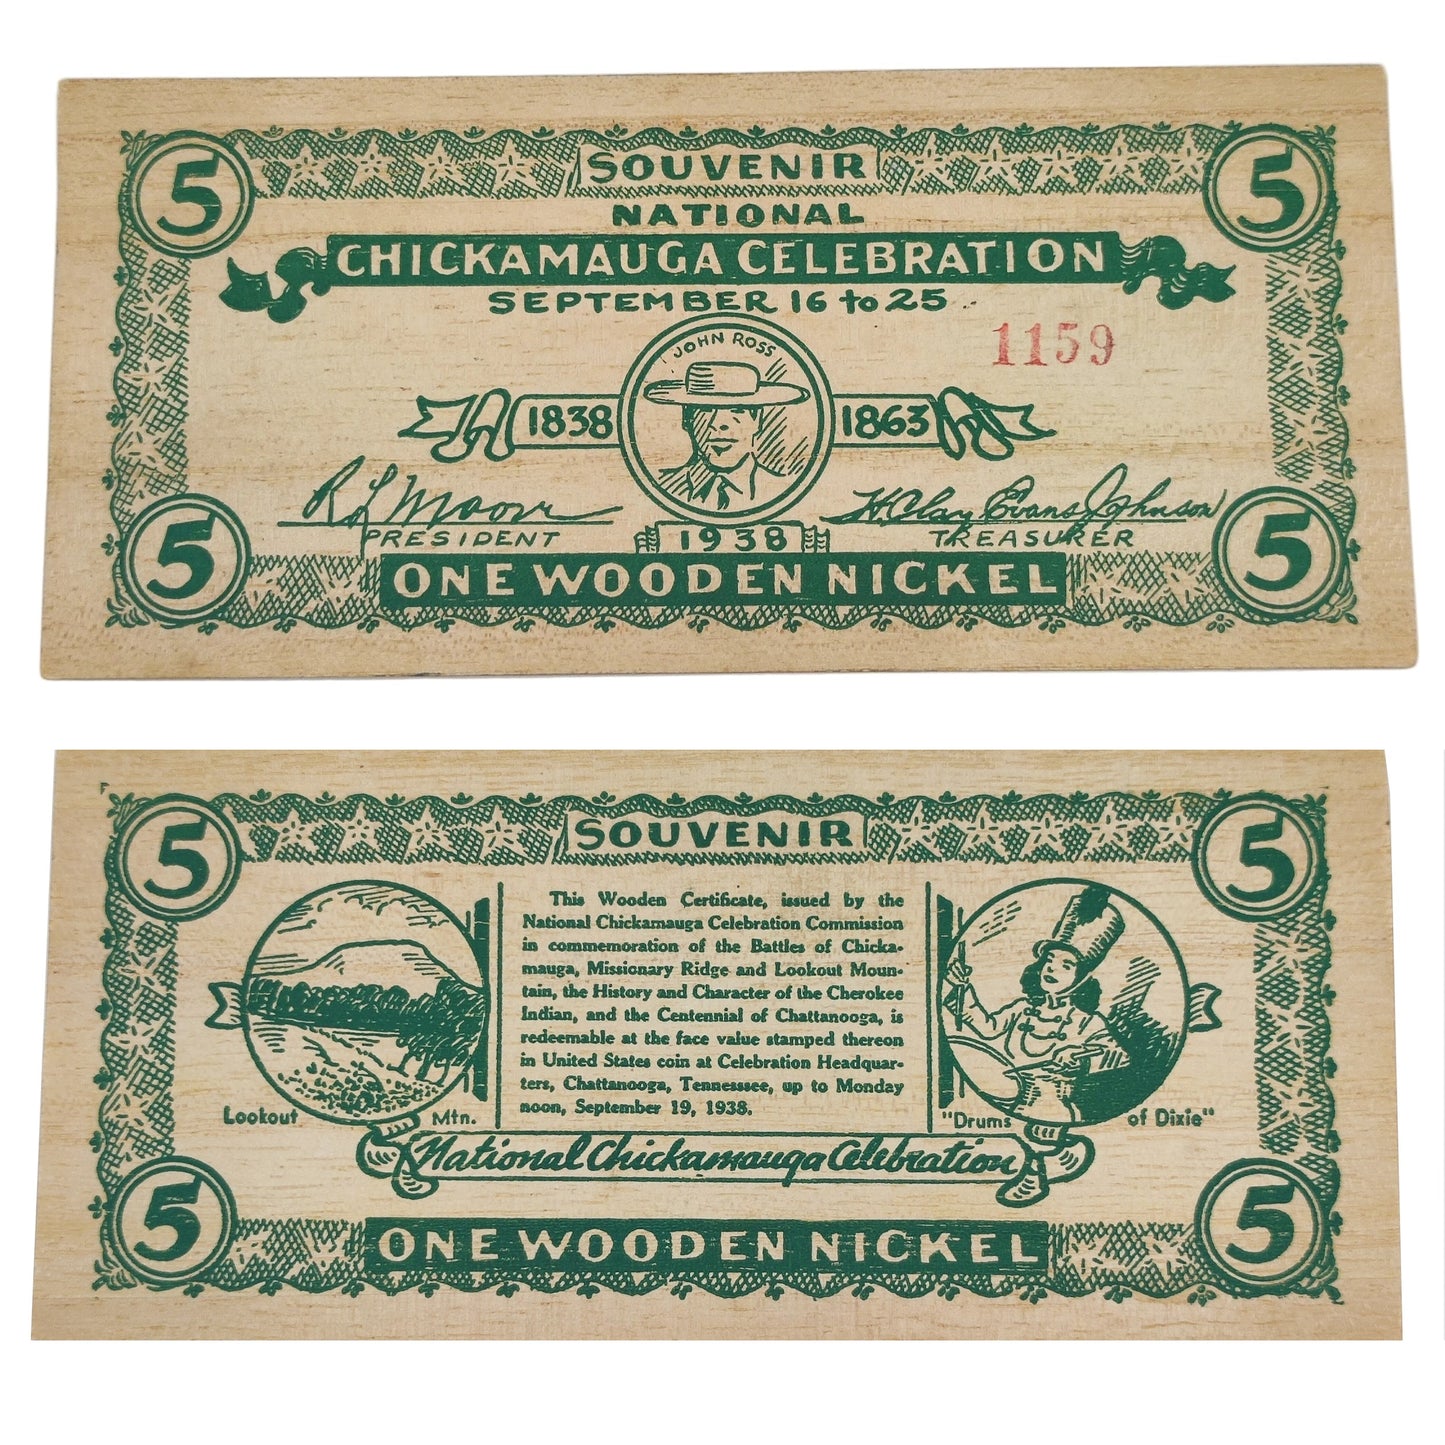 5 SOUVENIR 5
NATIONAL
CHICKAMAUGA CELEBRATION
SEPTEMBER 16 to 25
1159
JOHN ROSS
1838 1863
R L Moore H. Clay Evans Johnson
PRESIDENT 1938 TREASURER
5 ONE WOODEN NICKEL 5
5 SOUVENIR 5
This Wooden Certificate, issued by the
National Chickamauga Celebration Commission
in commemoration of the Battles of Chicka-
mauga, Missionary Ridge and Lookout Moun-
tain, the History and Character of the Cherokee
Indian, and the Centennial of Chattanooga, is
redeemable at the face value stamped thereon
in United States coin at Celebration Headquar-
ters, Chattanooga, Tennessee, up to Monday
noon, September 19, 1938.
Lookout Mtn.
"Drums of Dixie"
National Chickamauga Celebration
5 ONE WOODEN NICKEL 5